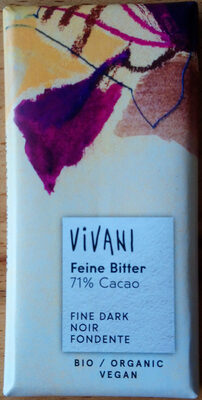 ViVANI
Feine Bitter
71% Cacao
FINE DARK
NOIR
FONDENTE
BIO / ORGANIC
VEGAN